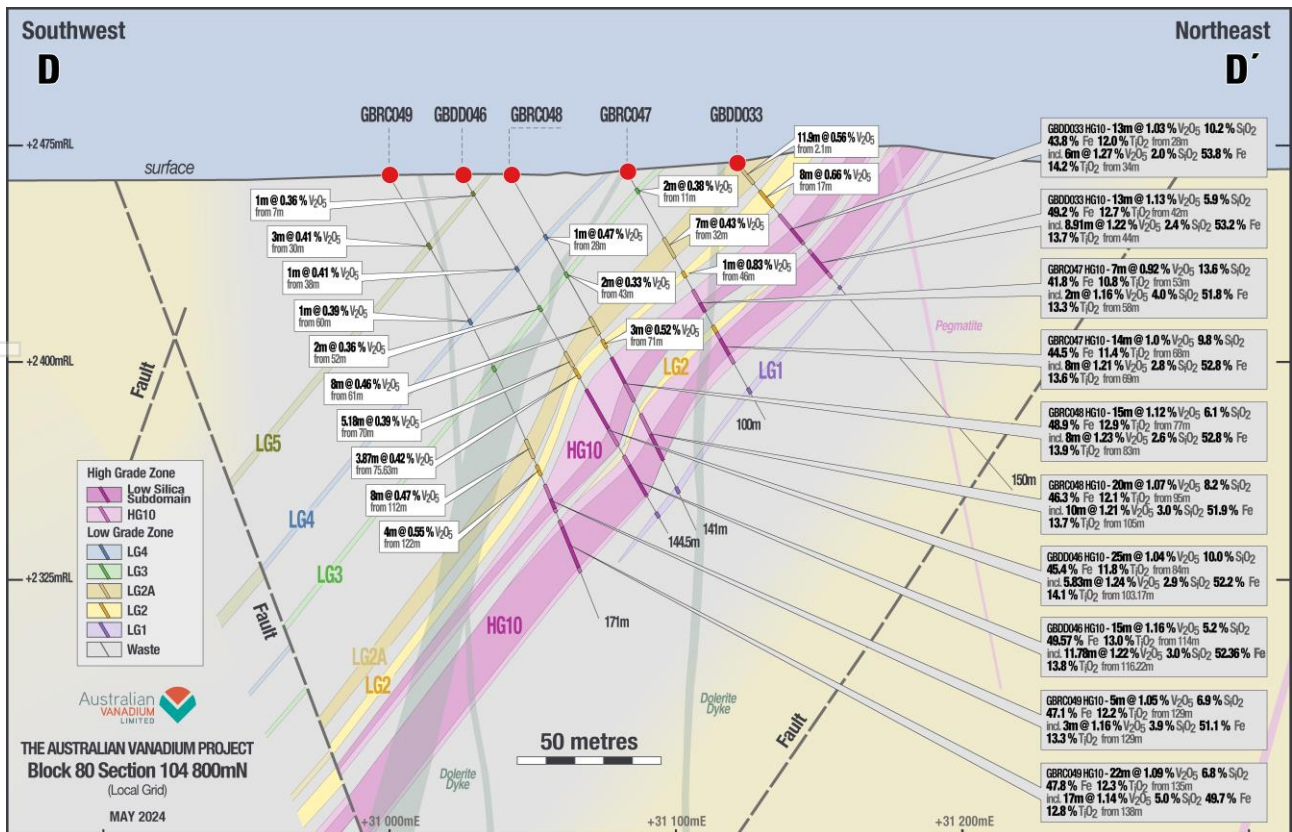 Southwest
D
Northeast
D´
GBRC049
GBDD046
GBRC048
GBRC047
GBDD033
+2 475mRL
surface
11.9m @ 0.56 % V2O5
from 2.1m
8m @ 0.66 % V2O5
from 17m
2m @ 0.38 % V2O5
from 11m
7m @ 0.43 % V2O5
from 32m
1m @ 0.83 % V2O5
from 46m
1m @ 0.36 % V2O5
from 7m
3m @ 0.41 % V2O5
from 30m
1m @ 0.41 % V2O5
from 38m
1m @ 0.39 % V2O5
from 60m
2m @ 0.36 % V2O5
from 52m
8m @ 0.46 % V2O5
from 61m
5.18m @ 0.39 % V2O5
from 70m
3.87m @ 0.42 % V2O5
from 75.63m
8m @ 0.47 % V2O5
from 112m
4m @ 0.55 % V2O5
from 122m
1m @ 0.47 % V2O5
from 28m
2m @ 0.33 % V2O5
from 43m
3m @ 0.52 % V2O5
from 71m
GBDD033 HG10 - 13m @ 1.03 % V2O5 10.2 % SiO2
43.8 % Fe 12.0 % TiO2 from 28m
incl. 6m @ 1.27 % V2O5 2.0 % SiO2 53.8 % Fe
14.2 % TiO2 from 34m
GBDD033 HG10 - 13m @ 1.13 % V2O5 5.9 % SiO2
49.2 % Fe 12.7 % TiO2 from 42m
incl. 8.91m @ 1.22 % V2O5 2.4 % SiO2 53.2 % Fe
13.7 % TiO2 from 44m
GBRC047 HG10 - 7m @ 0.92 % V2O5 13.6 % SiO2
41.8 % Fe 10.8 % TiO2 from 53m
incl. 2m @ 1.16 % V2O5 4.0 % SiO2 51.8 % Fe
13.3 % TiO2 from 58m
GBRC047 HG10 - 14m @ 1.0 % V2O5 9.8 % SiO2
44.5 % Fe 11.4 % TiO2 from 68m
incl. 8m @ 1.21 % V2O5 2.8 % SiO2 52.8 % Fe
13.6 % TiO2 from 69m
GBRC048 HG10 - 15m @ 1.12 % V2O5 6.1 % SiO2
48.9 % Fe 12.9 % TiO2 from 77m
incl. 8m @ 1.23 % V2O5 2.6 % SiO2 52.8 % Fe
13.9 % TiO2 from 83m
GBRC048 HG10 - 20m @ 1.07 % V2O5 8.2 % SiO2
46.3 % Fe 12.1 % TiO2 from 95m
incl. 10m @ 1.21 % V2O5 3.0 % SiO2 51.9 % Fe
13.7 % TiO2 from 105m
GBDD046 HG10 - 25m @ 1.04 % V2O5 10.0 % SiO2
45.4 % Fe 11.8 % TiO2 from 84m
incl. 5.83m @ 1.24 % V2O5 2.9 % SiO2 52.2 % Fe
14.1 % TiO2 from 103.17m
GBDD046 HG10 - 15m @ 1.16 % V2O5 5.2 % SiO2
49.57 % Fe 13.0 % TiO2 from 114m
incl. 11.78m @ 1.22 % V2O5 3.0 % SiO2 52.36 % Fe
13.8 % TiO2 from 116.22m
GBRC049 HG10 - 5m @ 1.05 % V2O5 6.9 % SiO2
47.1 % Fe 12.2 % TiO2 from 129m
incl. 3m @ 1.16 % V2O5 3.9 % SiO2 51.1 % Fe
13.3 % TiO2 from 129m
GBRC049 HG10 - 22m @ 1.09 % V2O5 6.8 % SiO2
47.8 % Fe 12.3 % TiO2 from 135m
incl. 17m @ 1.14 % V2O5 5.0 % SiO2 49.7 % Fe
12.8 % TiO2 from 138m
+2 400mRL
+2 325mRL
Fault
Fault
Fault
Pegmatite
LG5
LG4
LG3
LG2A
LG2
LG2
LG1
HG10
HG10
100m
150m
141m
144.5m
171m
Dolerite
Dyke
Dolerite
Dyke
High Grade Zone
Low Silica
Subdomain
HG10
Low Grade Zone
LG4
LG3
LG2A
LG2
LG1
Waste
Australian
VANADIUM
LIMITED
THE AUSTRALIAN VANADIUM PROJECT
Block 80 Section 104 800mN
(Local Grid)
MAY 2024
50 metres
+31 000mE
+31 100mE
+31 200mE